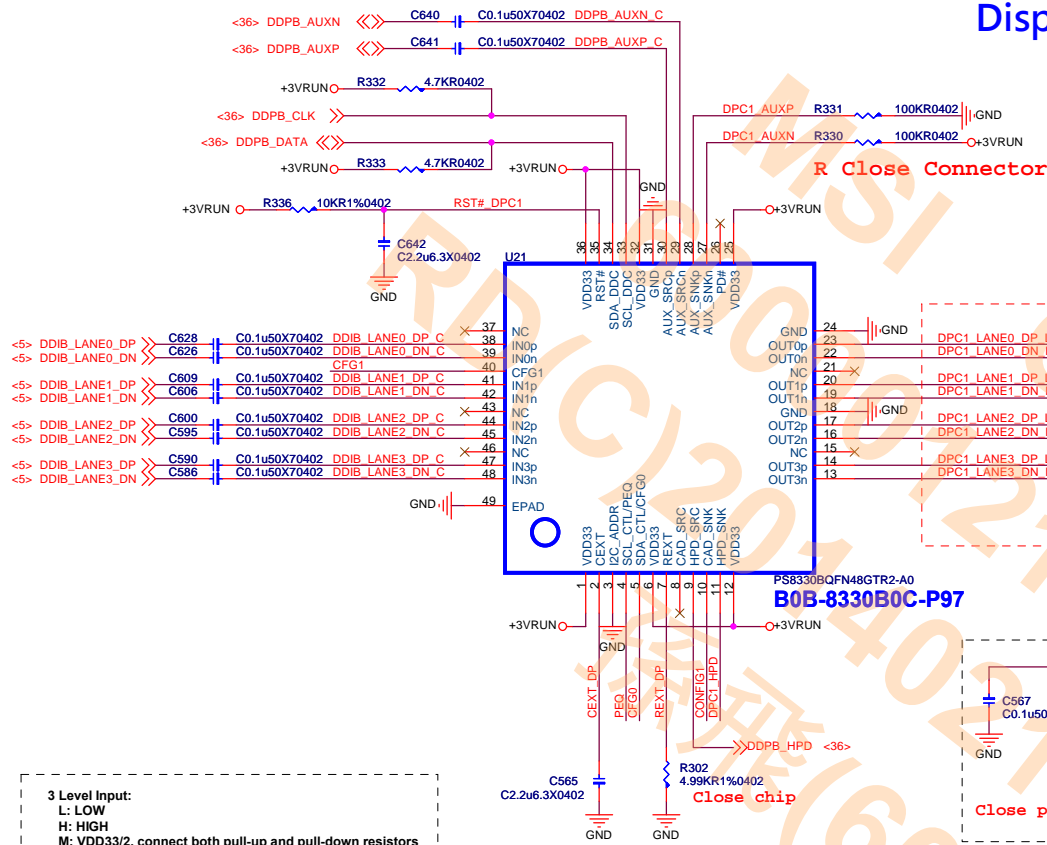 Disp
<36> DDPB_AUXN C640 C0.1u50X70402 DDPB_AUXN_C
<36> DDPB_AUXP C641 C0.1u50X70402 DDPB_AUXP_C
+3VRUN R332 4.7KR0402
<36> DDPB_CLK
<36> DDPB_DATA
+3VRUN R333 4.7KR0402
+3VRUN
DPC1_AUXP R331 100KR0402 GND
DPC1_AUXN R330 100KR0402 +3VRUN
R Close Connector
GND
+3VRUN R336 10KR1%0402 RST#_DPC1
+3VRUN
C642
C2.2u6.3X0402
GND
U21
36 35 34 33 32 31 30 29 28 27 26 25
VDD33 RST# SDA_DDC SCL_DDC VDD33 GND AUX_SRCp AUX_SRCn AUX_SNKp AUX_SNKn PD# VDD33
37 NC
<5> DDIB_LANE0_DP C628 C0.1u50X70402 DDIB_LANE0_DP_C 38 IN0p
<5> DDIB_LANE0_DN C626 C0.1u50X70402 DDIB_LANE0_DN_C 39 IN0n
CFG1 40 CFG1
<5> DDIB_LANE1_DP C609 C0.1u50X70402 DDIB_LANE1_DP_C 41 IN1p
<5> DDIB_LANE1_DN C606 C0.1u50X70402 DDIB_LANE1_DN_C 42 IN1n
43 NC
<5> DDIB_LANE2_DP C600 C0.1u50X70402 DDIB_LANE2_DP_C 44 IN2p
<5> DDIB_LANE2_DN C595 C0.1u50X70402 DDIB_LANE2_DN_C 45 IN2n
46 NC
<5> DDIB_LANE3_DP C590 C0.1u50X70402 DDIB_LANE3_DP_C 47 IN3p
<5> DDIB_LANE3_DN C586 C0.1u50X70402 DDIB_LANE3_DN_C 48 IN3n
GND 49 EPAD
GND 24 GND
OUT0p 23 DPC1_LANE0_DP
OUT0n 22 DPC1_LANE0_DN
NC 21
OUT1p 20 DPC1_LANE1_DP
OUT1n 19 DPC1_LANE1_DN
GND 18 GND
OUT2p 17 DPC1_LANE2_DP
OUT2n 16 DPC1_LANE2_DN
NC 15
OUT3p 14 DPC1_LANE3_DP
OUT3n 13 DPC1_LANE3_DN
VDD33 CEXT I2C_ADDR SCL_CTL/PEQ SDA_CTL/CFG0 VDD33 REXT CAD_SRC HPD_SRC CAD_SNK HPD_SNK VDD33
1 2 3 4 5 6 7 8 9 10 11 12
PS8330BQFN48GTR2-A0
B0B-8330B0C-P97
+3VRUN
GND
+3VRUN
CEXT_DP PEQ CFG0 REXT_DP CONFIG1 DPC1_HPD
DDPB_HPD <36>
C565
C2.2u6.3X0402
GND
R302
4.99KR1%0402
Close chip
GND
C567
C0.1u50
GND
Close p
3 Level Input:
L: LOW
H: HIGH
M: VDD33/2, connect both pull-up and pull-down resistors
MSI